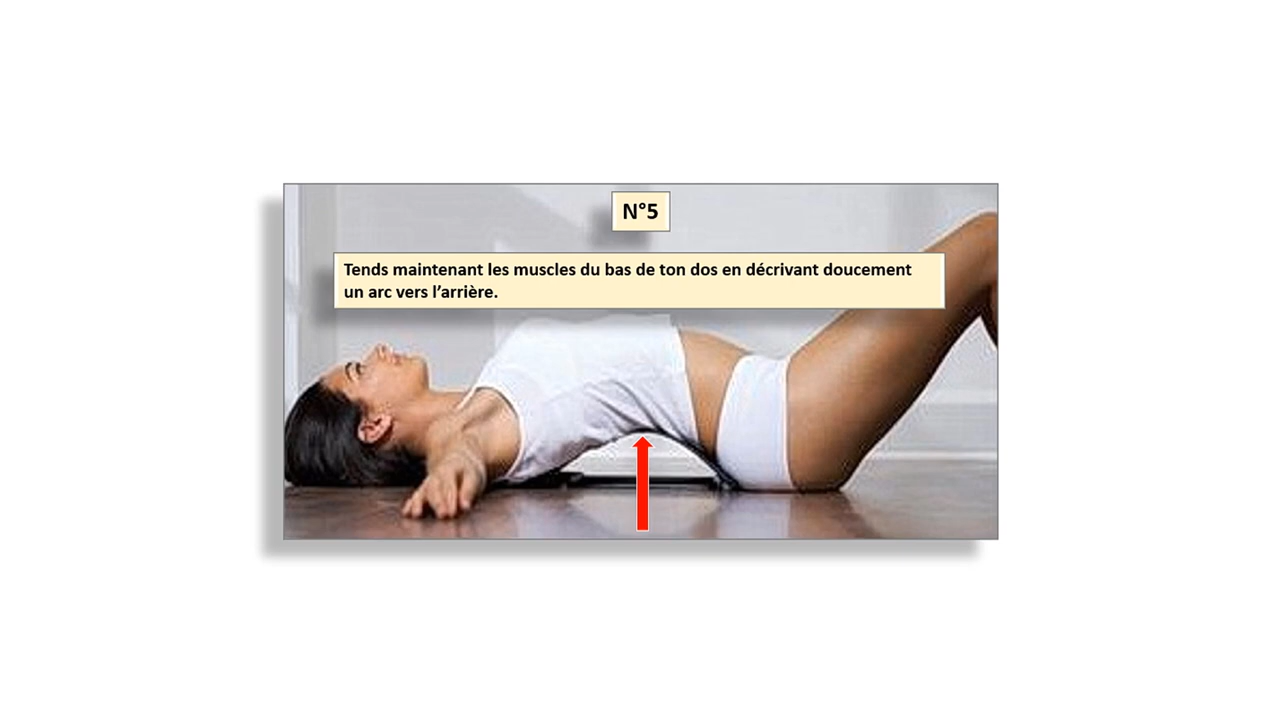 N°5
Tends maintenant les muscles du bas de ton dos en décrivant doucement
un arc vers l’arrière.